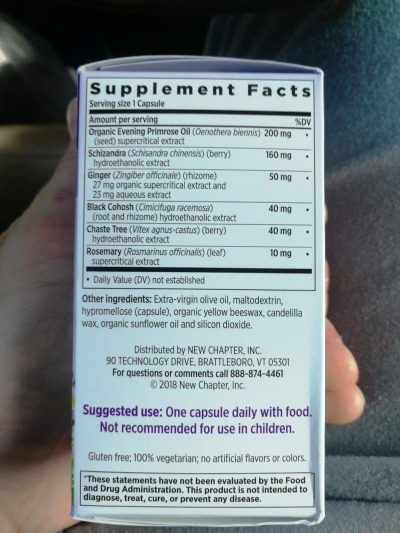 Supplement Facts
Serving size 1 Capsule
Amount per serving %DV
Organic Evening Primrose Oil (Oenothera biennis) 200 mg •
(seed) supercritical extract
Schizandra (Schisandra chinensis) (berry) 160 mg •
hydroethanolic extract
Ginger (Zingiber officinale) (rhizome) 50 mg •
27 mg organic supercritical extract and
23 mg aqueous extract
Black Cohosh (Cimicifuga racemosa) 40 mg •
(root and rhizome) hydroethanolic extract
Chaste Tree (Vitex agnus-castus) (berry) 40 mg •
hydroethanolic extract
Rosemary (Rosmarinus officinalis) (leaf) 10 mg •
supercritical extract
• Daily Value (DV) not established
Other ingredients: Extra-virgin olive oil, maltodextrin,
hypromellose (capsule), organic yellow beeswax, candelilla
wax, organic sunflower oil and silicon dioxide.
Distributed by NEW CHAPTER, INC.
90 TECHNOLOGY DRIVE, BRATTLEBORO, VT 05301
For questions or comments call 888-874-4461
© 2018 New Chapter, Inc.
Suggested use: One capsule daily with food.
Not recommended for use in children.
Gluten free; 100% vegetarian; no artificial flavors or colors.
*These statements have not been evaluated by the Food
and Drug Administration. This product is not intended to
diagnose, treat, cure, or prevent any disease.